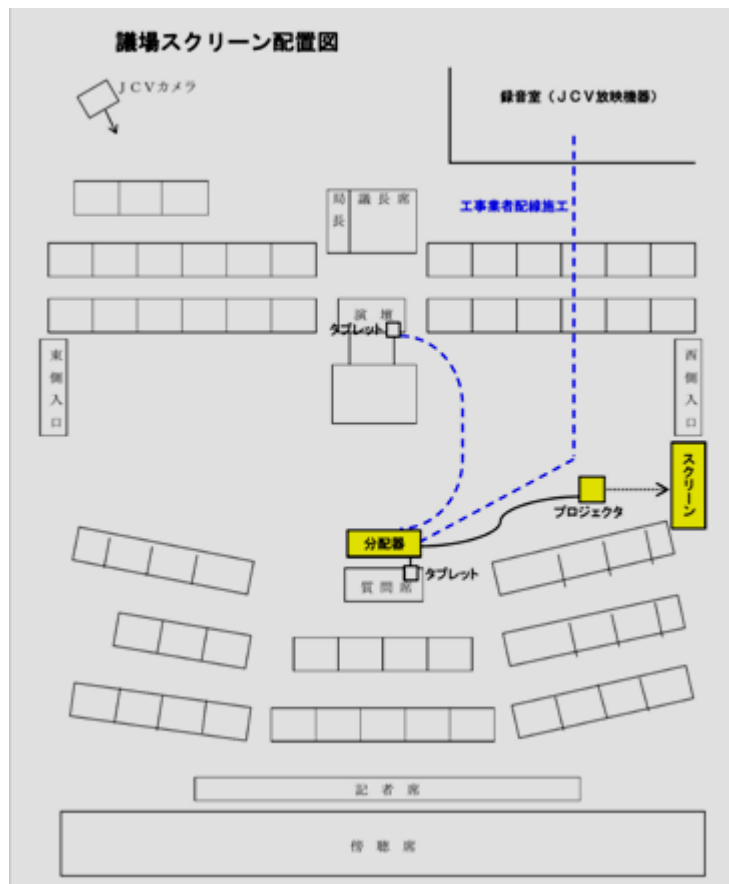 議場スクリーン配置図
JCVカメラ
録音室（JCV放映機器）
工事業者配線施工
局長
議長席
演壇
タブレット
東側入口
西側入口
スクリーン
プロジェクタ
分配器
タブレット
質問席
記者席
傍聴席